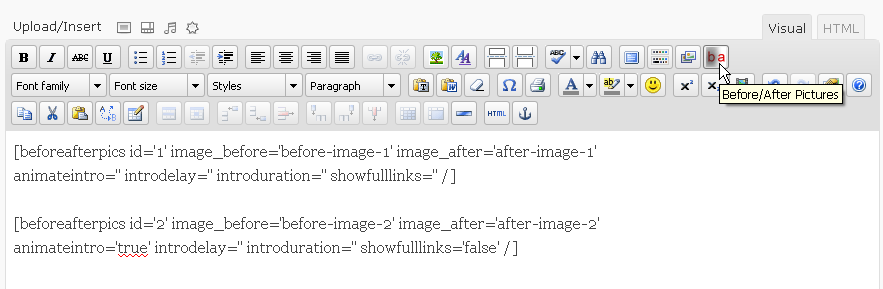 Upload/Insert
Visual
HTML
B I ABC U
ABC
b a
Font family
Font size
Styles
Paragraph
Ω
A
ab
x²
x
Before/After Pictures
HTML
[beforeafterpics id='1' image_before='before-image-1' image_after='after-image-1'
animateintro='' introdelay='' introduration='' showfulllinks='' /]
[beforeafterpics id='2' image_before='before-image-2' image_after='after-image-2'
animateintro='true' introdelay='' introduration='' showfulllinks='false' /]